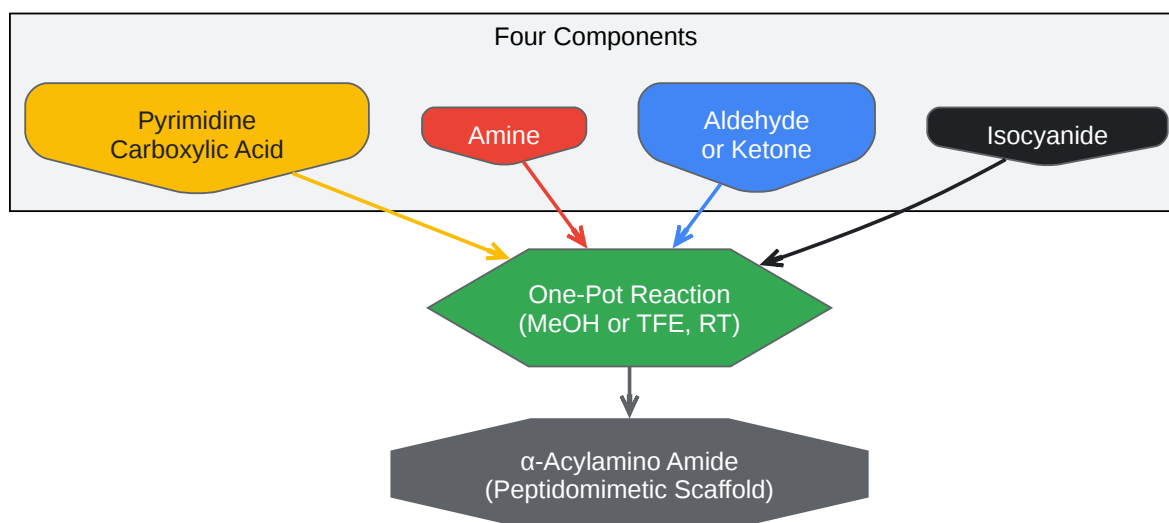 Four Components
Pyrimidine
Carboxylic Acid
Amine
Aldehyde
or Ketone
Isocyanide
One-Pot Reaction
(MeOH or TFE, RT)
α-Acylamino Amide
(Peptidomimetic Scaffold)